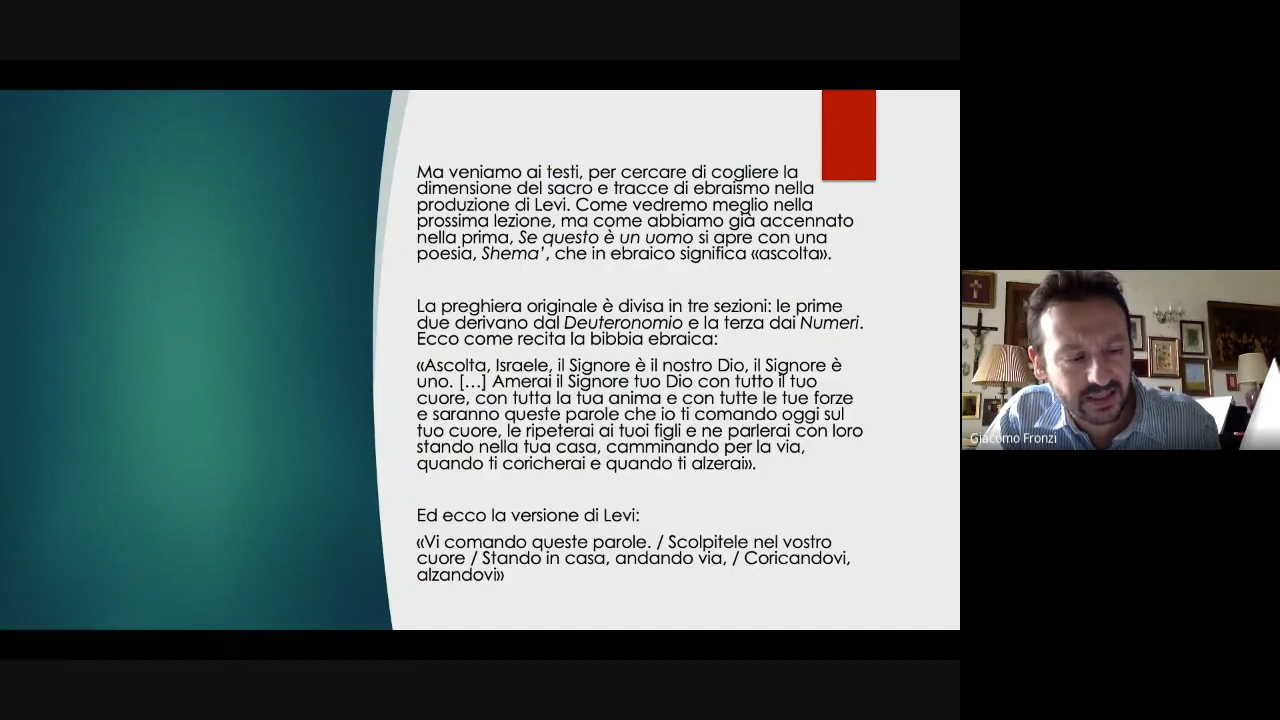 Ma veniamo ai testi, per cercare di cogliere la
dimensione del sacro e tracce di ebraismo nella
produzione di Levi. Come vedremo meglio nella
prossima lezione, ma come abbiamo già accennato
nella prima, Se questo è un uomo si apre con una
poesia, Shema’, che in ebraico significa «ascolta».
La preghiera originale è divisa in tre sezioni: le prime
due derivano dal Deuteronomio e la terza dai Numeri.
Ecco come recita la bibbia ebraica:
«Ascolta, Israele, il Signore è il nostro Dio, il Signore è
uno. […] Amerai il Signore tuo Dio con tutto il tuo
cuore, con tutta la tua anima e con tutte le tue forze
e saranno queste parole che io ti comando oggi sul
tuo cuore, le ripeterai ai tuoi figli e ne parlerai con loro
stando nella tua casa, camminando per la via,
quando ti coricherai e quando ti alzerai».
Ed ecco la versione di Levi:
«Vi comando queste parole. / Scolpitele nel vostro
cuore / Stando in casa, andando via, / Coricandovi,
alzandovi»
Giacomo Fronzi